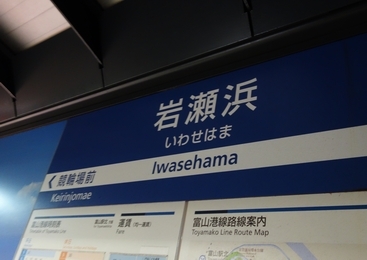 岩瀬浜
いわせはま
Iwasehama
競輪場前
Keirinjomae
運賃
Fare
富山港線路線案内
Toyamako Line Route Map